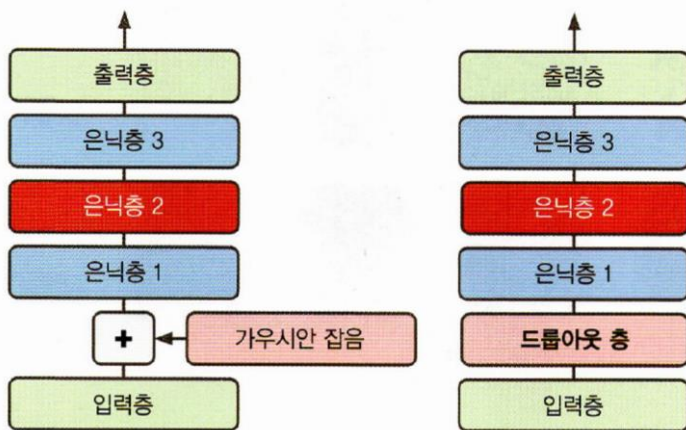 출력층
은닉층 3
은닉층 2
은닉층 1
+
가우시안 잡음
입력층
출력층
은닉층 3
은닉층 2
은닉층 1
드롭아웃 층
입력층